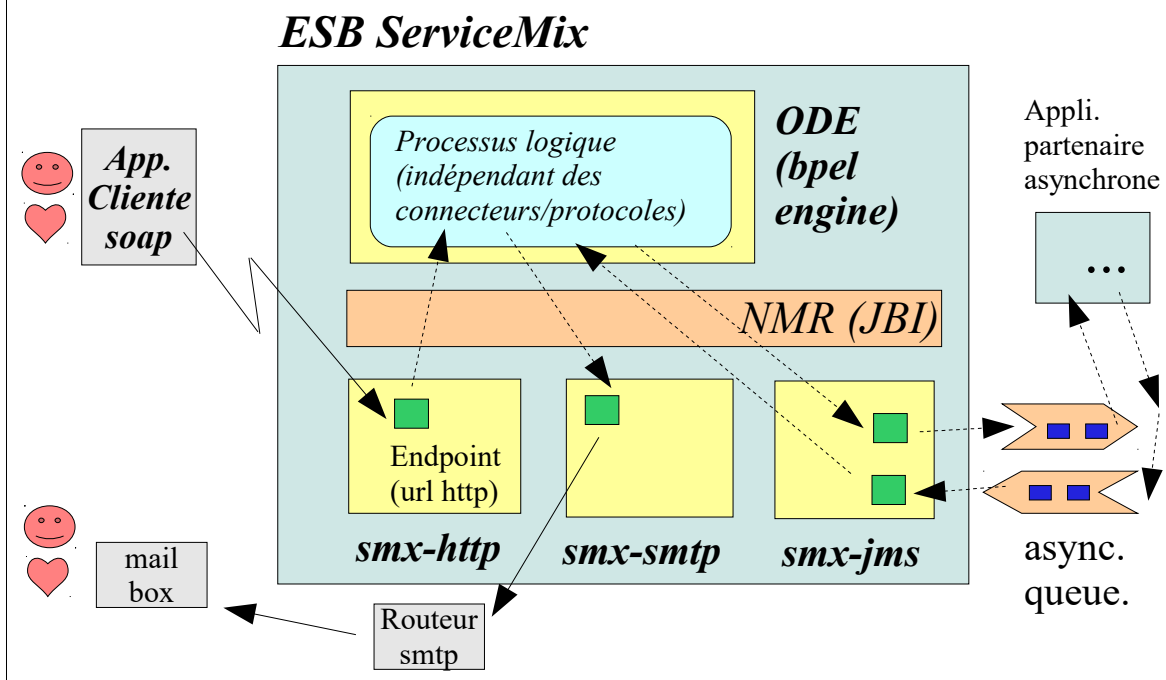 ESB ServiceMix
App.
Cliente
soap
Processus logique
(indépendant des
connecteurs/protocoles)
ODE
(bpel
engine)
Appli.
partenaire
asynchrone
...
NMR (JBI)
Endpoint
(url http)
smx-http
smx-smtp
smx-jms
async.
queue.
mail
box
Routeur
smtp